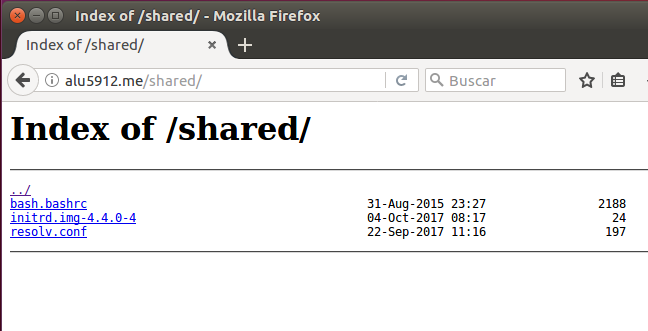 Index of /shared/ - Mozilla Firefox
Index of /shared/
alu5912.me/shared/ Buscar
Index of /shared/
../
bash.bashrc 31-Aug-2015 23:27 2188
initrd.img-4.4.0-4 04-Oct-2017 08:17 24
resolv.conf 22-Sep-2017 11:16 197